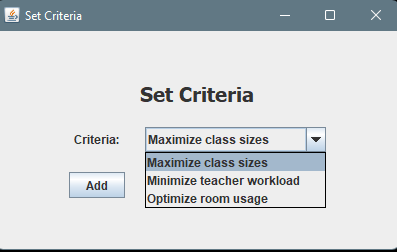 Set Criteria
Set Criteria
Criteria: Maximize class sizes
Maximize class sizes
Minimize teacher workload
Add
Optimize room usage